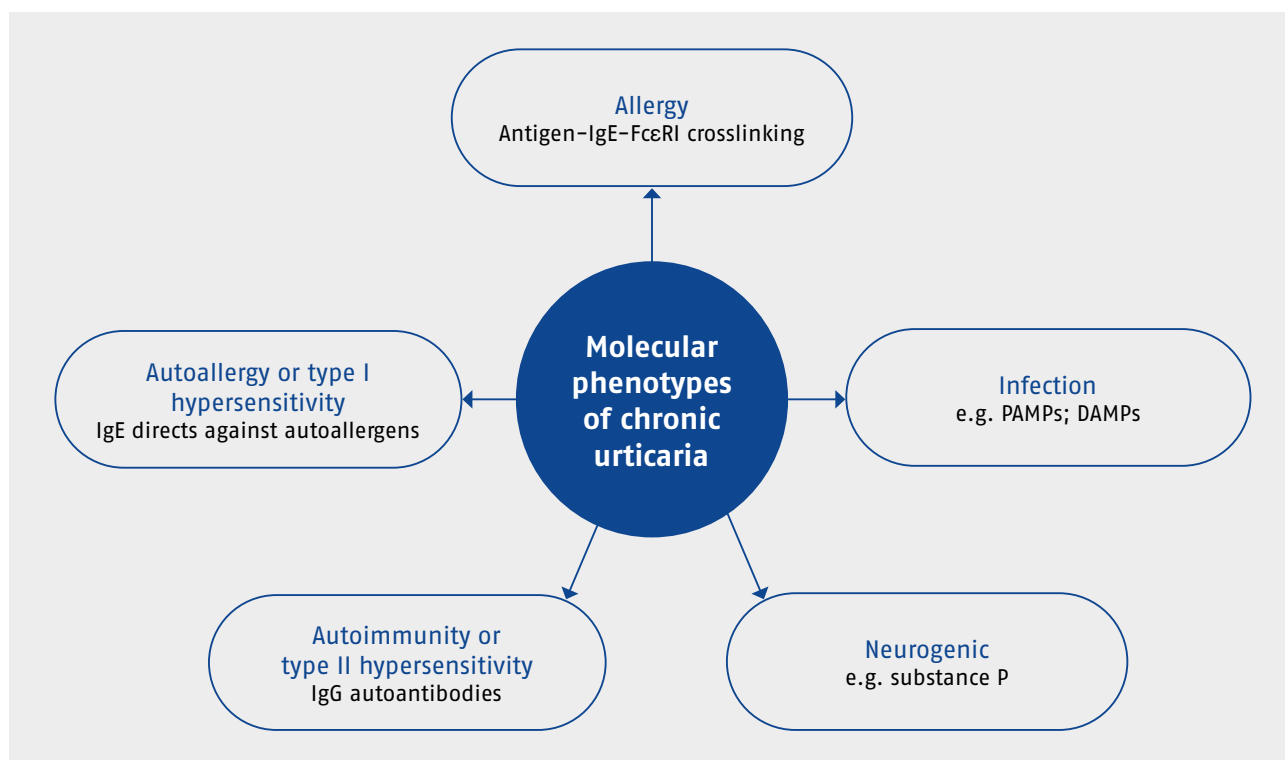 Allergy
Antigen–IgE–FcεRI crosslinking
Molecular
phenotypes
of chronic
urticaria
Autoallergy or type I
hypersensitivity
IgE directs against autoallergens
Infection
e.g. PAMPs; DAMPs
Autoimmunity or
type II hypersensitivity
IgG autoantibodies
Neurogenic
e.g. substance P